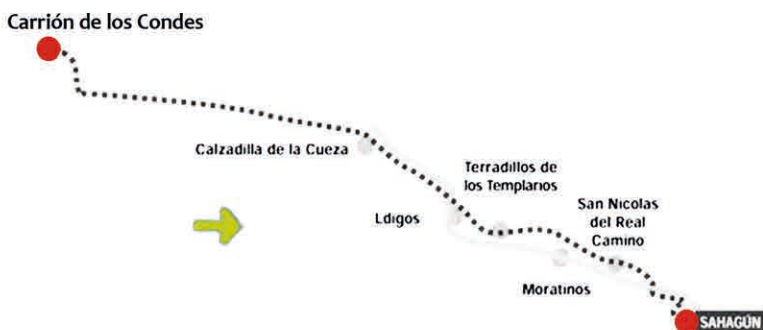 Carrión de los Condes
Calzadilla de la Cueza
Terradillos de
los Templarios
San Nicolas
del Real
Camino
Ldigos
Moratinos
SAHAGÚN